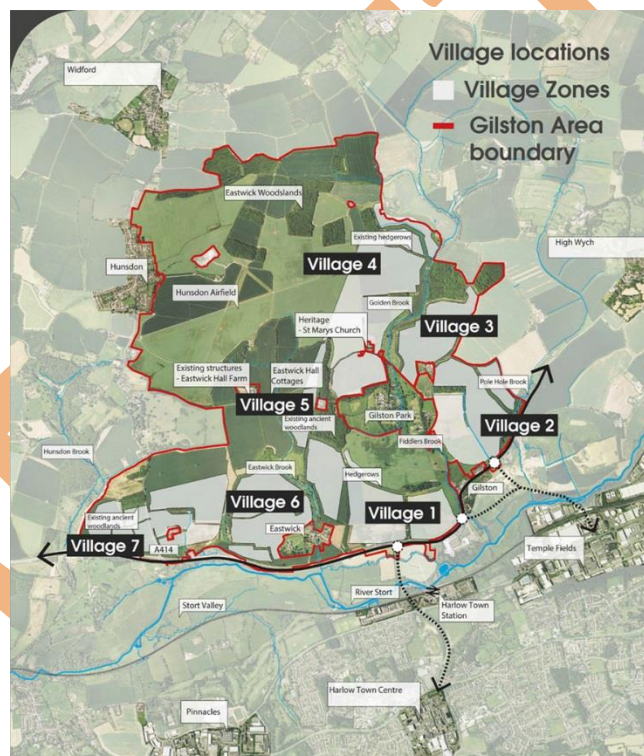 Village locations
Village Zones
Gilston Area
boundary
Widford
Eastwick Woodslands
High Wych
Existing hedgerows
Hunsdon
Village 4
Hunsdon Airfield
Golden Brook
Heritage
- St Marys Church
Village 3
Existing structures
- Eastwick Hall Farm
Eastwick Hall
Cottages
Pole Hole Brook
Village 5
Gilston Park
Existing ancient
woodlands
Village 2
Fiddlers Brook
Hunsdon Brook
Eastwick Brook
Hedgerows
Gilston
Village 6
Village 1
Existing ancient
woodlands
Eastwick
Village 7
A414
Temple Fields
River Stort
Stort Valley
Harlow Town
Station
Harlow Town Centre
Pinnacles